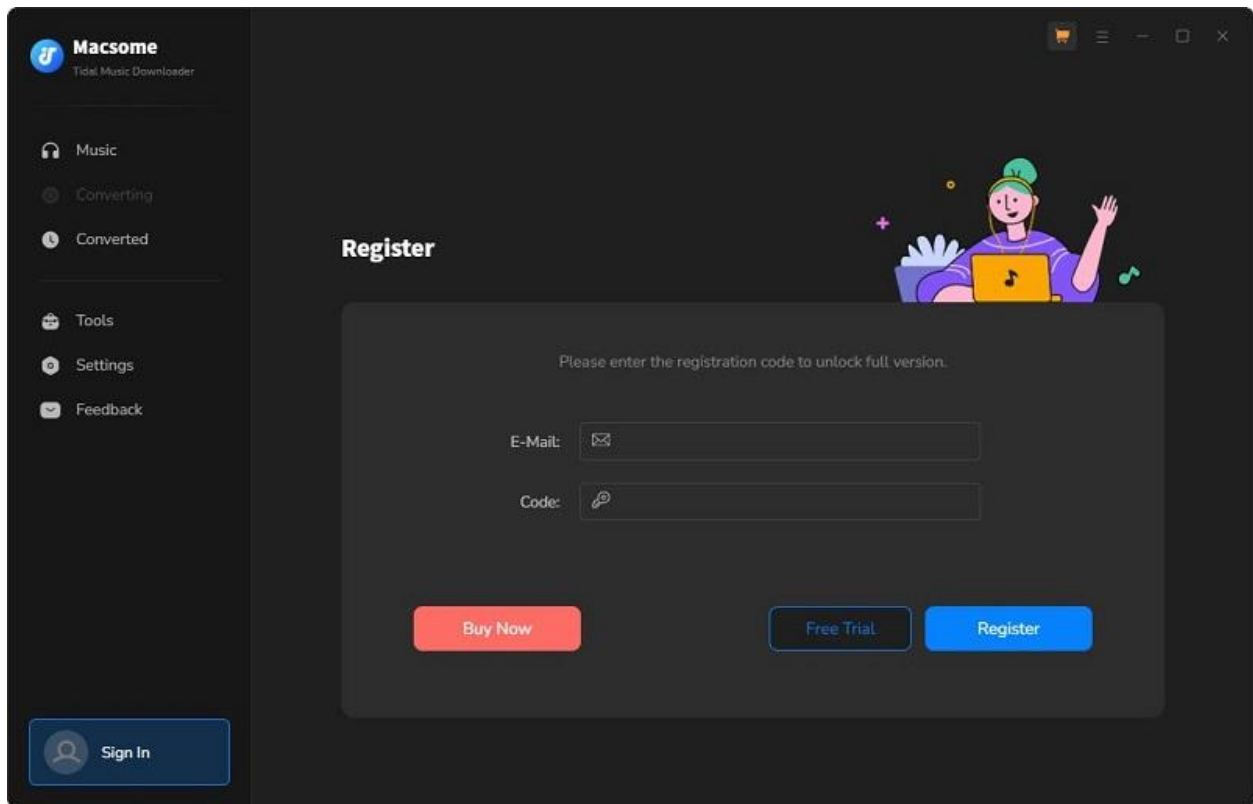 Macsome
Tidal Music Downloader
Music
Converting
Converted
Tools
Settings
Feedback
Sign In
Register
Please enter the registration code to unlock full version.
E-Mail:
Code:
Buy Now
Free Trial
Register